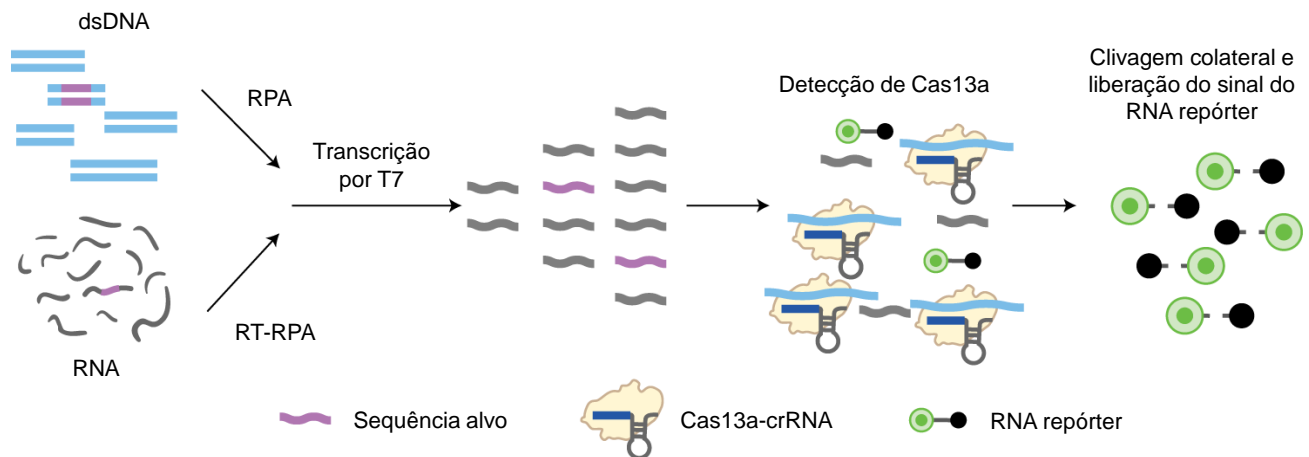 dsDNA
RPA
Transcrição
por T7
RT-RPA
RNA
Detecção de Cas13a
Clivagem colateral e
liberação do sinal do
RNA repórter
Sequência alvo
Cas13a-crRNA
RNA repórter